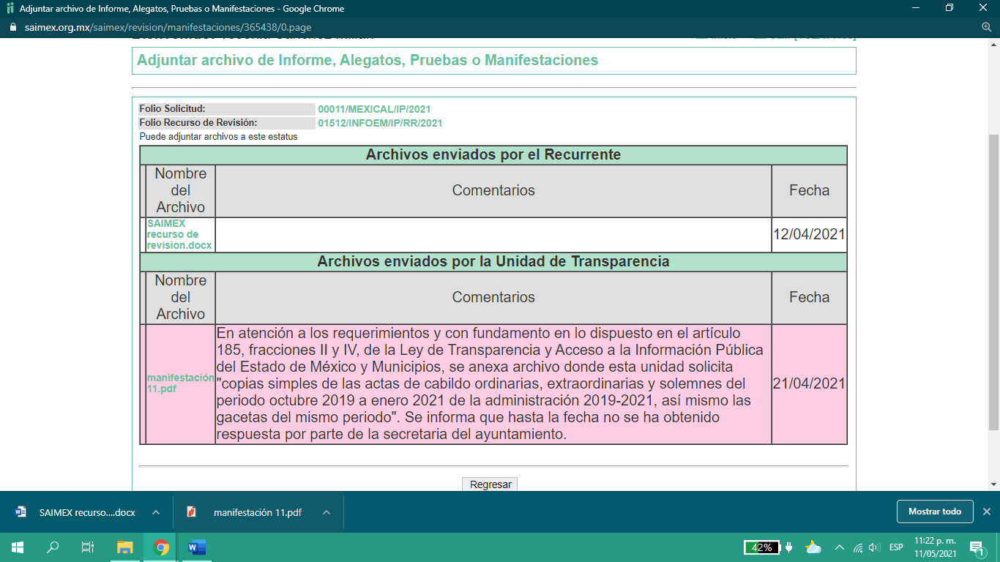 Adjuntar archivo de Informe, Alegatos, Pruebas o Manifestaciones - Google Chrome
saimex.org.mx/saimex/revision/manifestaciones/365438/0.page
Adjuntar archivo de Informe, Alegatos, Pruebas o Manifestaciones
Folio Solicitud: 00011/MEXICAL/IP/2021
Folio Recurso de Revisión: 01512/INFOEM/IP/RR/2021
Puede adjuntar archivos a este estatus
Archivos enviados por el Recurrente
Nombre
del
Archivo
Comentarios
Fecha
SAIMEX
recurso de
revision.docx
12/04/2021
Archivos enviados por la Unidad de Transparencia
Nombre
del
Archivo
Comentarios
Fecha
manifestación
11.pdf
En atención a los requerimientos y con fundamento en lo dispuesto en el artículo
185, fracciones II y IV, de la Ley de Transparencia y Acceso a la Información Pública
del Estado de México y Municipios, se anexa archivo donde esta unidad solicita
"copias simples de las actas de cabildo ordinarias, extraordinarias y solemnes del
periodo octubre 2019 a enero 2021 de la administración 2019-2021, así mismo las
gacetas del mismo periodo". Se informa que hasta la fecha no se ha obtenido
respuesta por parte de la secretaria del ayuntamiento.
21/04/2021
Regresar
SAIMEX recurso....docx
manifestación 11.pdf
Mostrar todo
42%
ESP
11:22 p. m.
11/05/2021
1